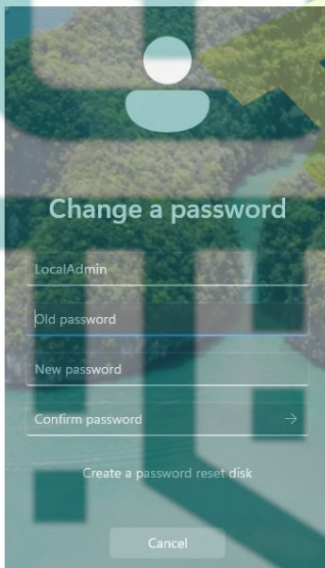 Change a password
LocalAdmin
Old password
New password
Confirm password
Create a password reset disk
Cancel